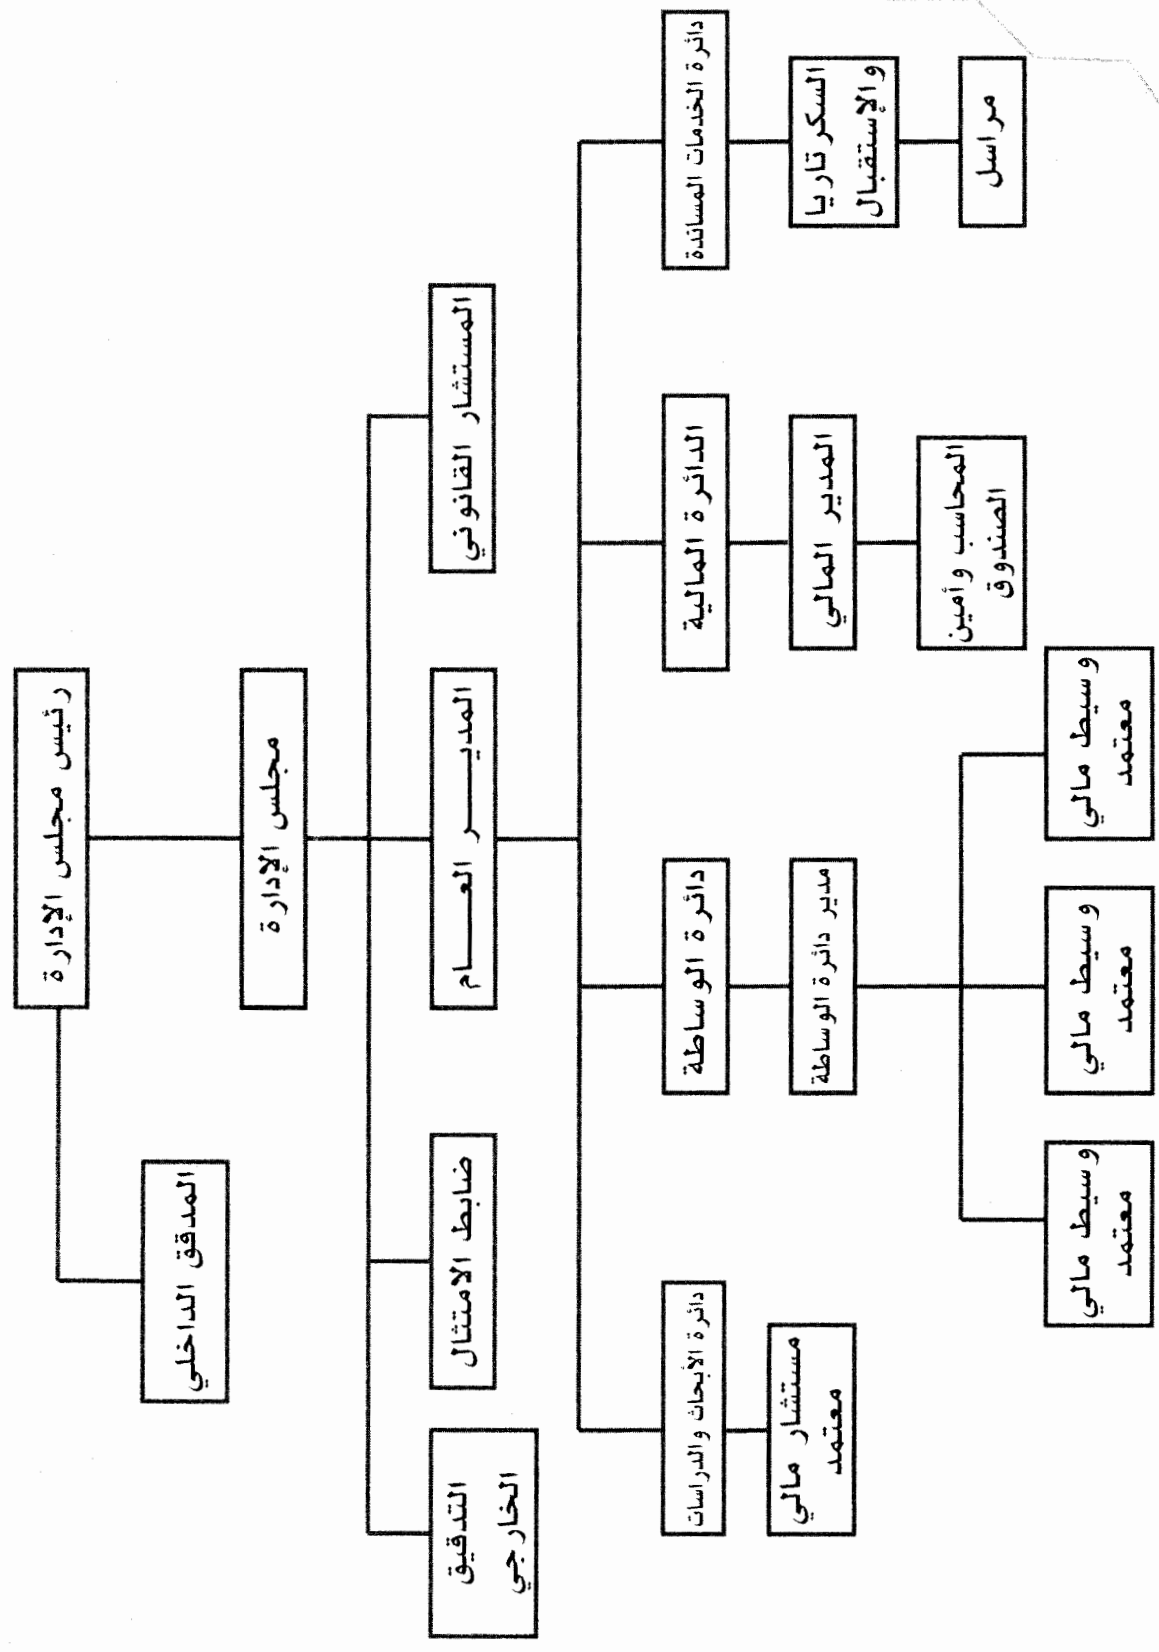 رئيس مجلس الإدارة
المدقق الداخلي
مجلس الإدارة
المستشار القانوني
المديـــر العـــام
ضابط الامتثال
التدقيق
الخارجي
دائرة الخدمات المساندة
الدائرة المالية
دائرة الوساطة
دائرة الأبحاث والدراسات
السكرتاريا
والإستقبال
المدير المالي
مدير دائرة الوساطة
مستشار مالي
معتمد
مراسل
المحاسب وأمين
الصندوق
وسيط مالي
معتمد
وسيط مالي
معتمد
وسيط مالي
معتمد